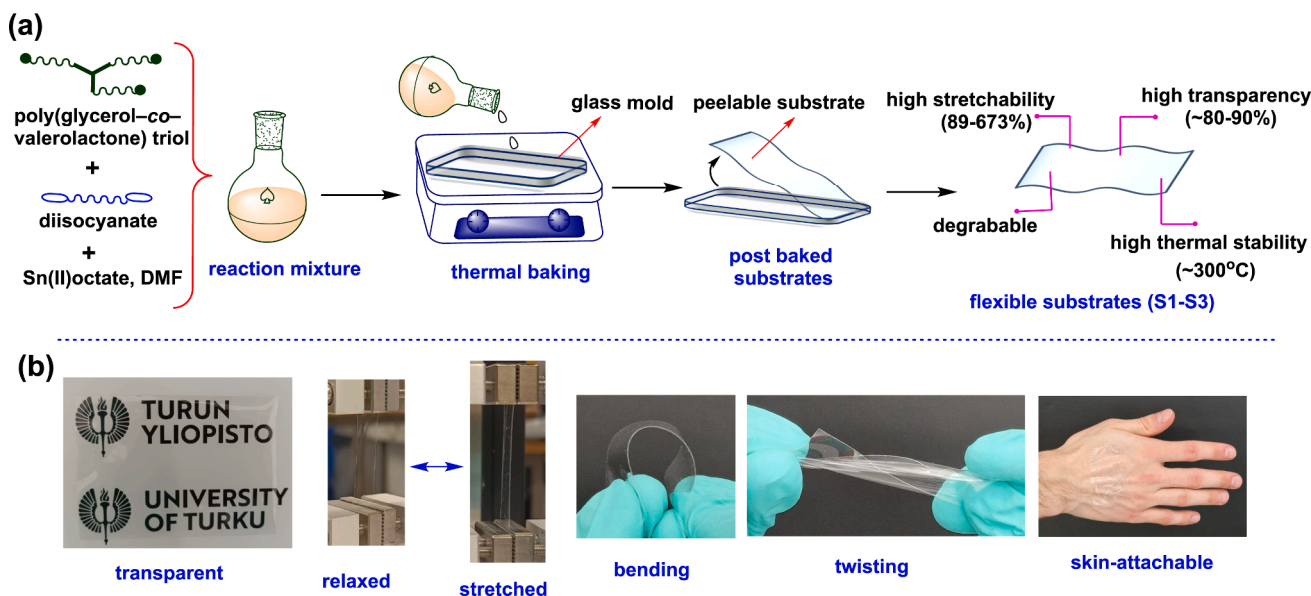 (a)
poly(glycerol–co–
valerolactone) triol
+
diisocyanate
+
Sn(II)octate, DMF
reaction mixture
glass mold
thermal baking
peelable substrate
post baked
substrates
high stretchability
(89-673%)
high transparency
(~80-90%)
degrabable
high thermal stability
(~300°C)
flexible substrates (S1-S3)
(b)
TURUN
YLIOPISTO
UNIVERSITY
OF TURKU
transparent
relaxed
stretched
bending
twisting
skin-attachable